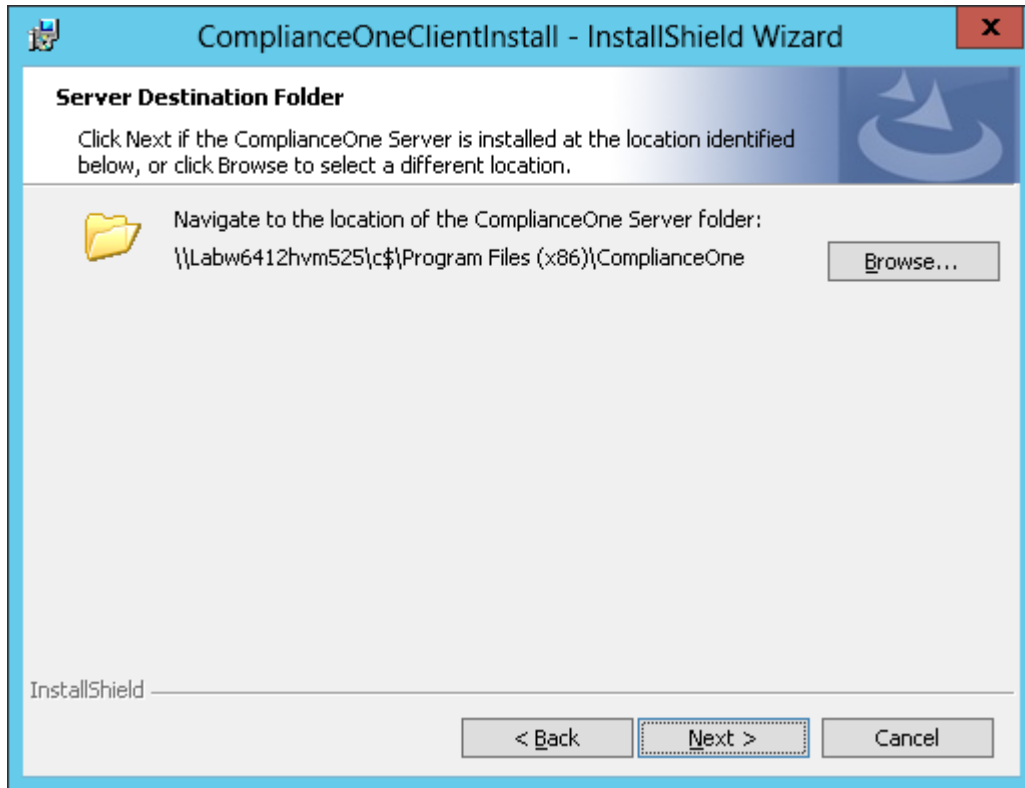 ComplianceOneClientInstall - InstallShield Wizard
x
Server Destination Folder
Click Next if the ComplianceOne Server is installed at the location identified
below, or click Browse to select a different location.
Navigate to the location of the ComplianceOne Server folder:
\\Labw6412hvm525\c$\Program Files (x86)\ComplianceOne
Browse...
InstallShield
< Back
Next >
Cancel